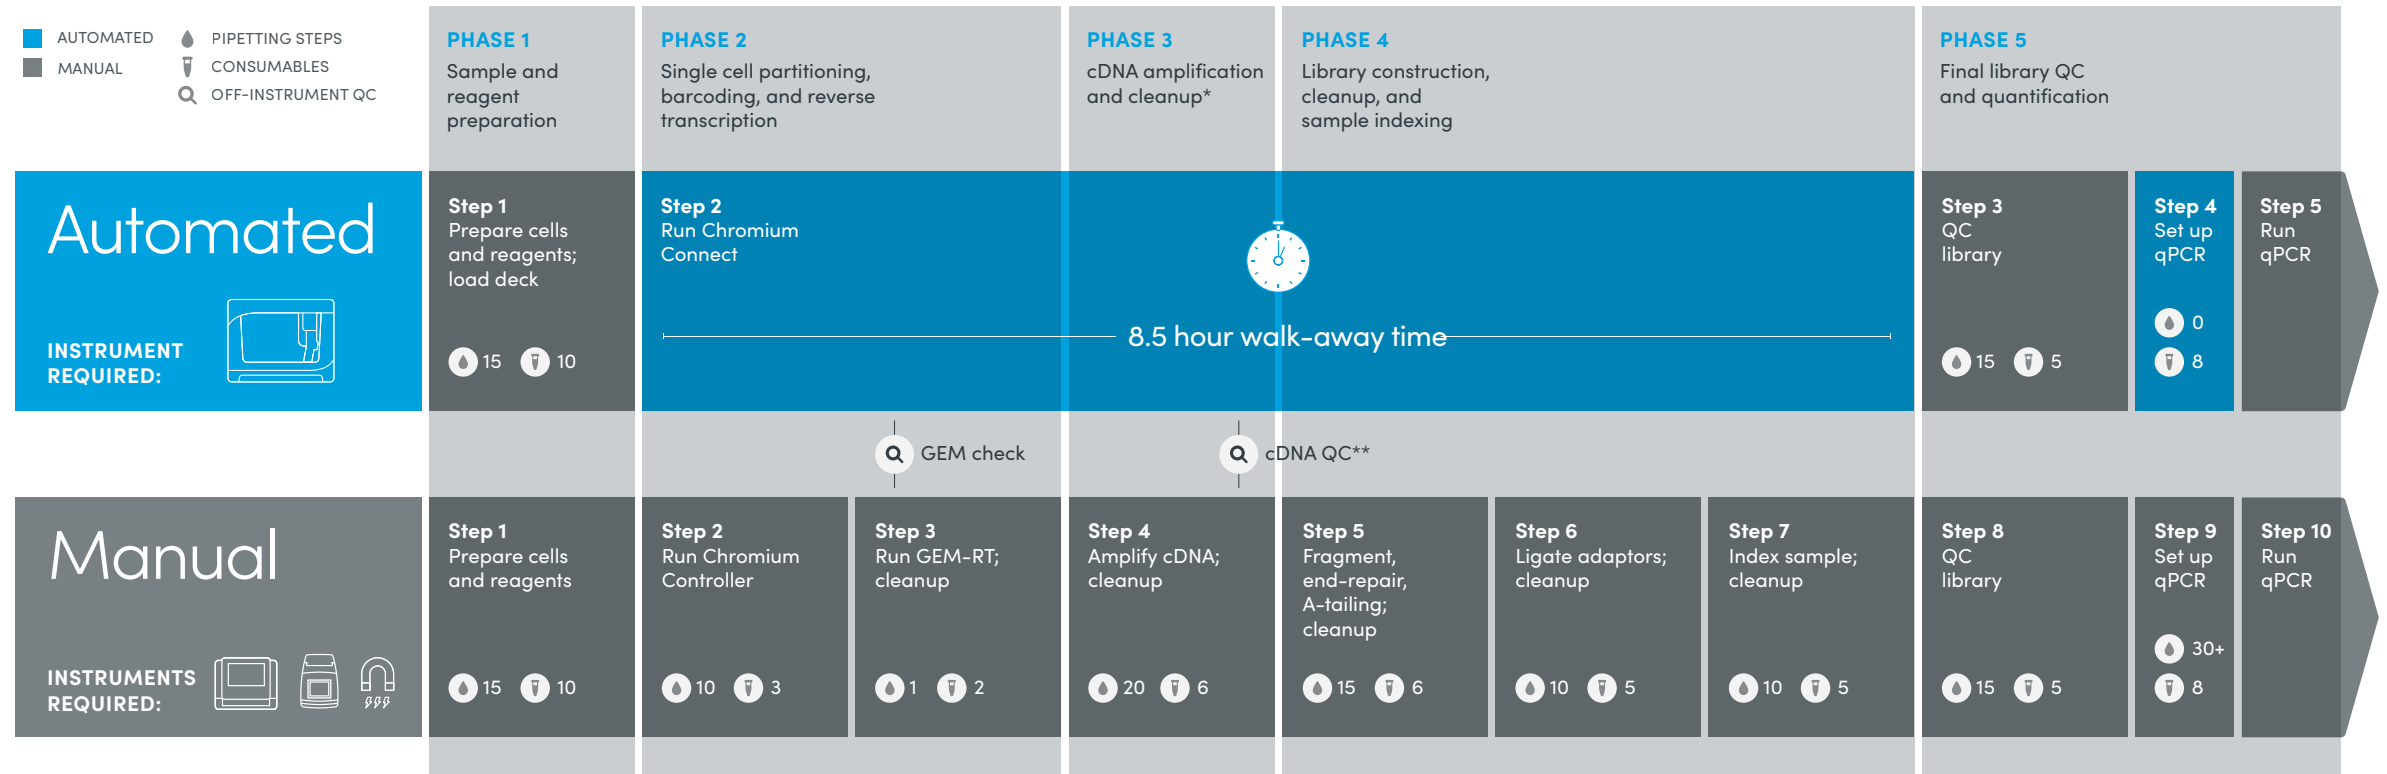 AUTOMATED
MANUAL
PIPETTING STEPS
CONSUMABLES
OFF-INSTRUMENT QC
PHASE 1
Sample and
reagent
preparation
PHASE 2
Single cell partitioning,
barcoding, and reverse
transcription
PHASE 3
cDNA amplification
and cleanup*
PHASE 4
Library construction,
cleanup, and
sample indexing
PHASE 5
Final library QC
and quantification
Automated
INSTRUMENT
REQUIRED:
Step 1
Prepare cells
and reagents;
load deck
15 10
Step 2
Run Chromium
Connect
8.5 hour walk-away time
Step 3
QC
library
15 5
Step 4
Set up
qPCR
0
8
Step 5
Run
qPCR
GEM check
cDNA QC**
Manual
INSTRUMENTS
REQUIRED:
Step 1
Prepare cells
and reagents
15 10
Step 2
Run Chromium
Controller
10 3
Step 3
Run GEM-RT;
cleanup
1 2
Step 4
Amplify cDNA;
cleanup
20 6
Step 5
Fragment,
end-repair,
A-tailing;
cleanup
15 6
Step 6
Ligate adaptors;
cleanup
10 5
Step 7
Index sample;
cleanup
10 5
Step 8
QC
library
15 5
Step 9
Set up
qPCR
30+
8
Step 10
Run
qPCR